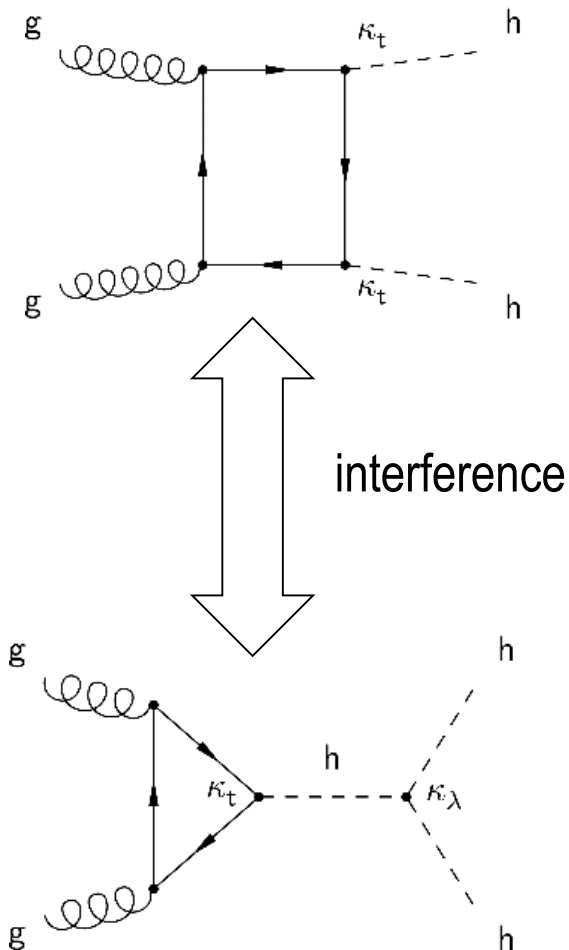 g κt h
g κt h
interference
g h
κt h κλ
g h